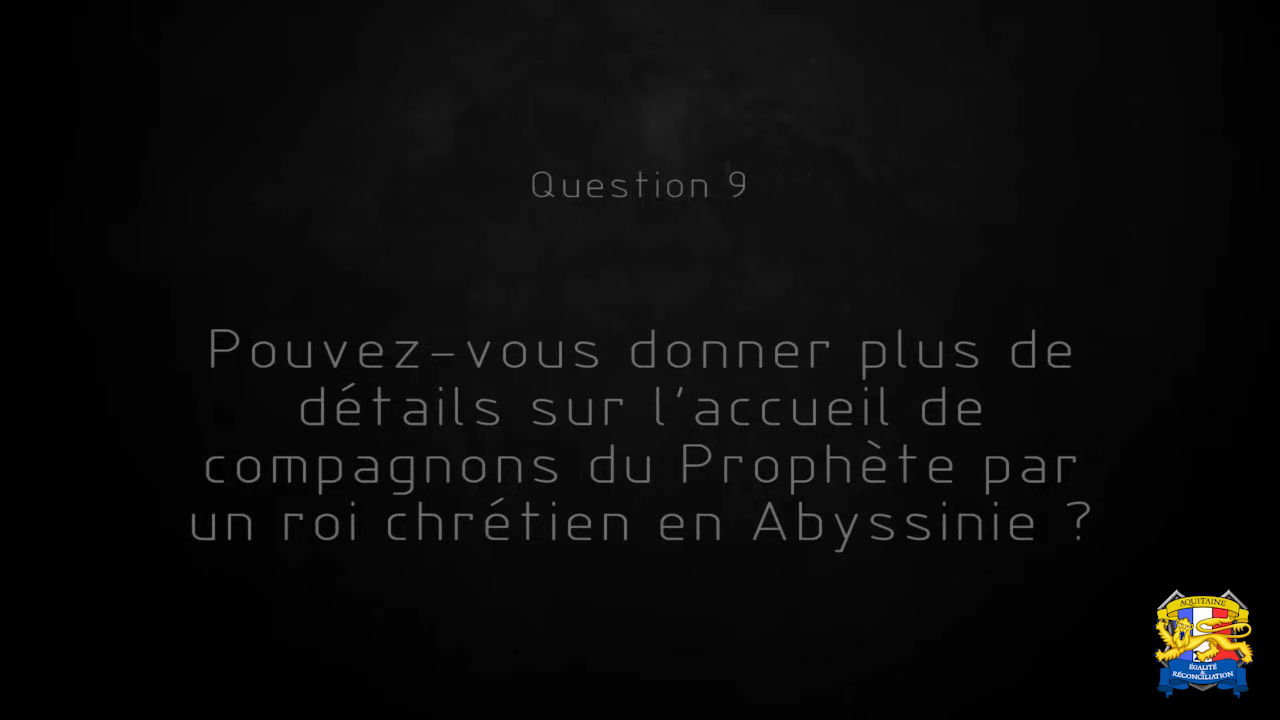 Question 9
Pouvez-vous donner plus de
détails sur l'accueil de
compagnons du Prophète par
un roi chrétien en Abyssinie ?
AQUITAINE
ÉGALITÉ
&
RÉCONCILIATION